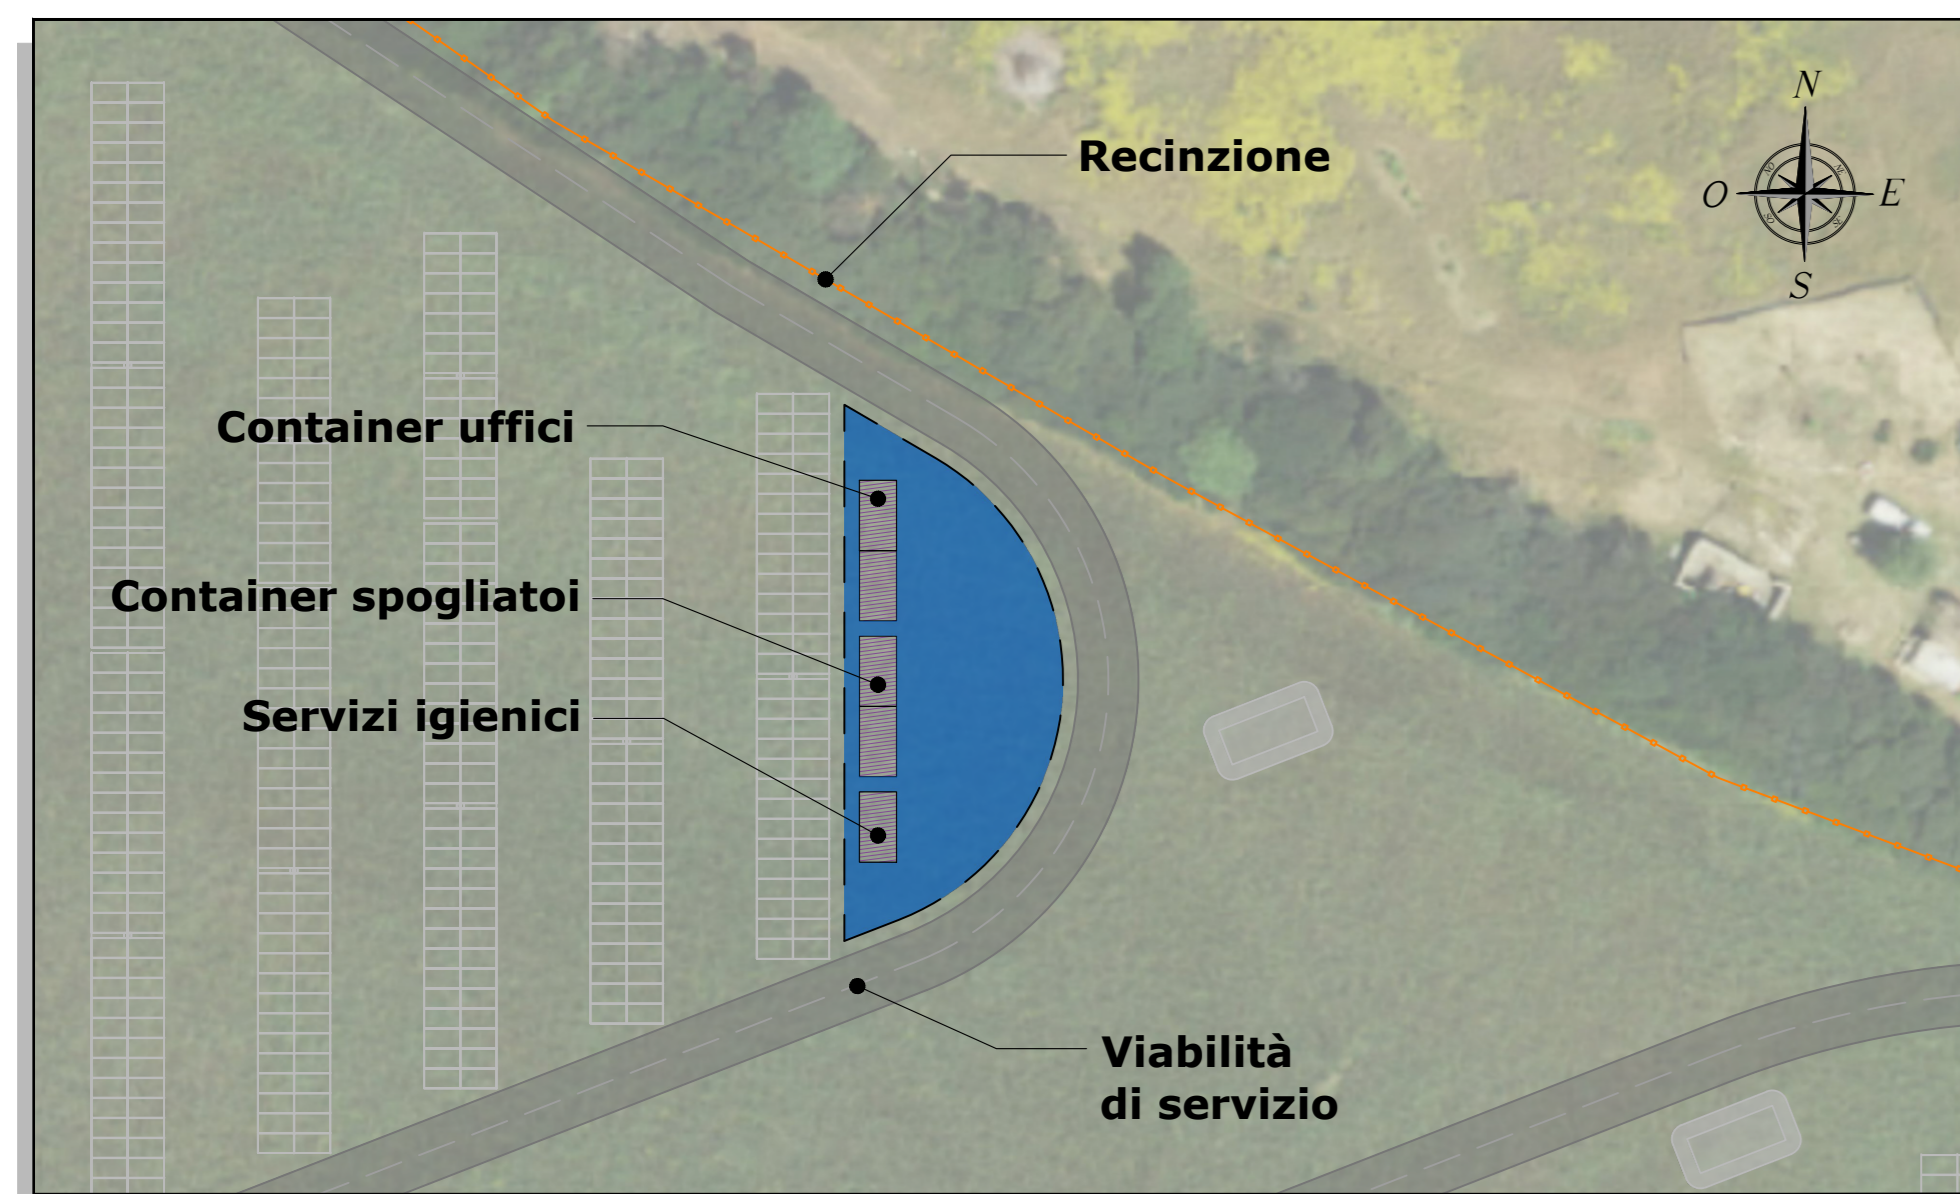 N
Recinzione
O
E
S
Container uffici
Container spogliatoi
Servizi igienici
Viabilità
di servizio